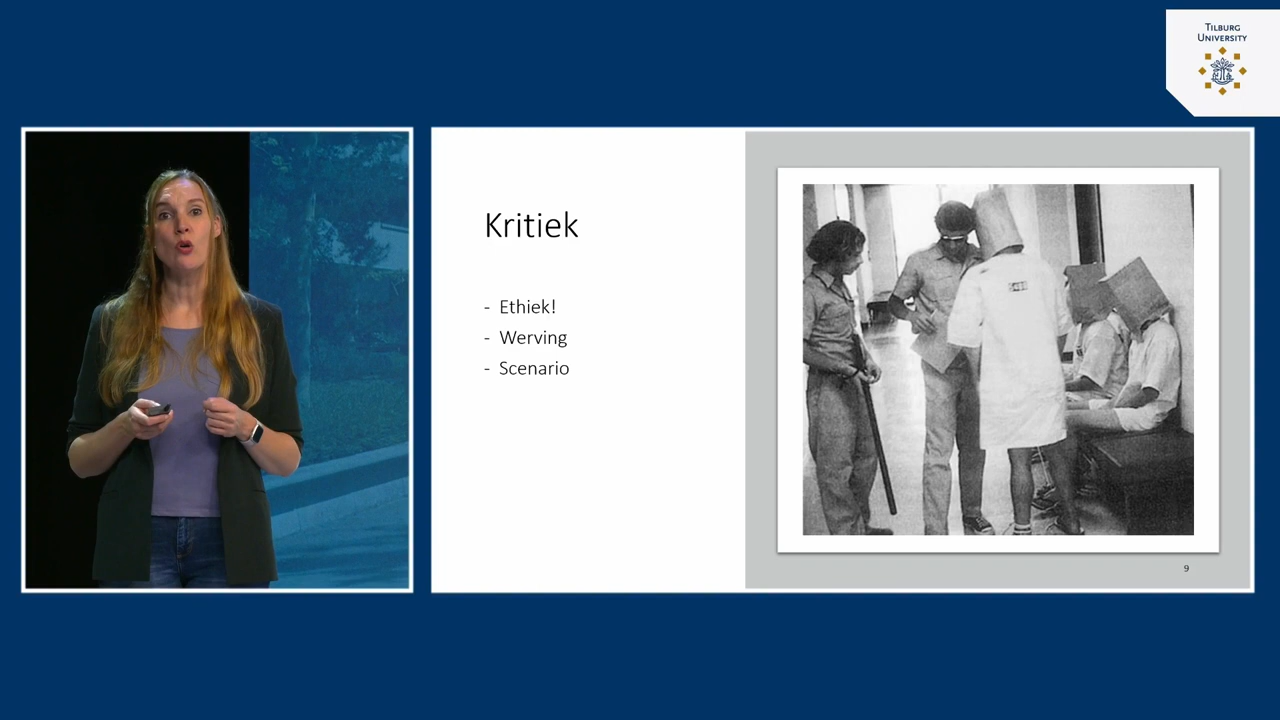 TILBURG
UNIVERSITY
Kritiek
- Ethiek!
- Werving
- Scenario
9